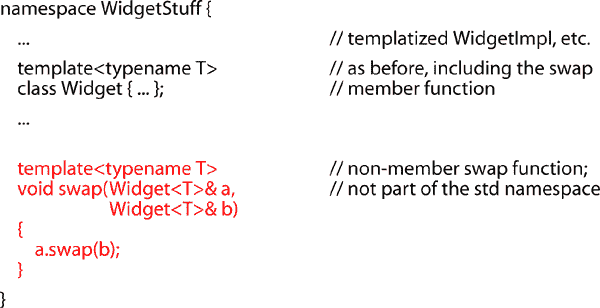 namespace WidgetStuff {
... // templatized WidgetImpl, etc.
template<typename T> // as before, including the swap
class Widget { ... }; // member function
...
template<typename T> // non-member swap function;
void swap(Widget<T>& a, // not part of the std namespace
Widget<T>& b)
{
a.swap(b);
}
}